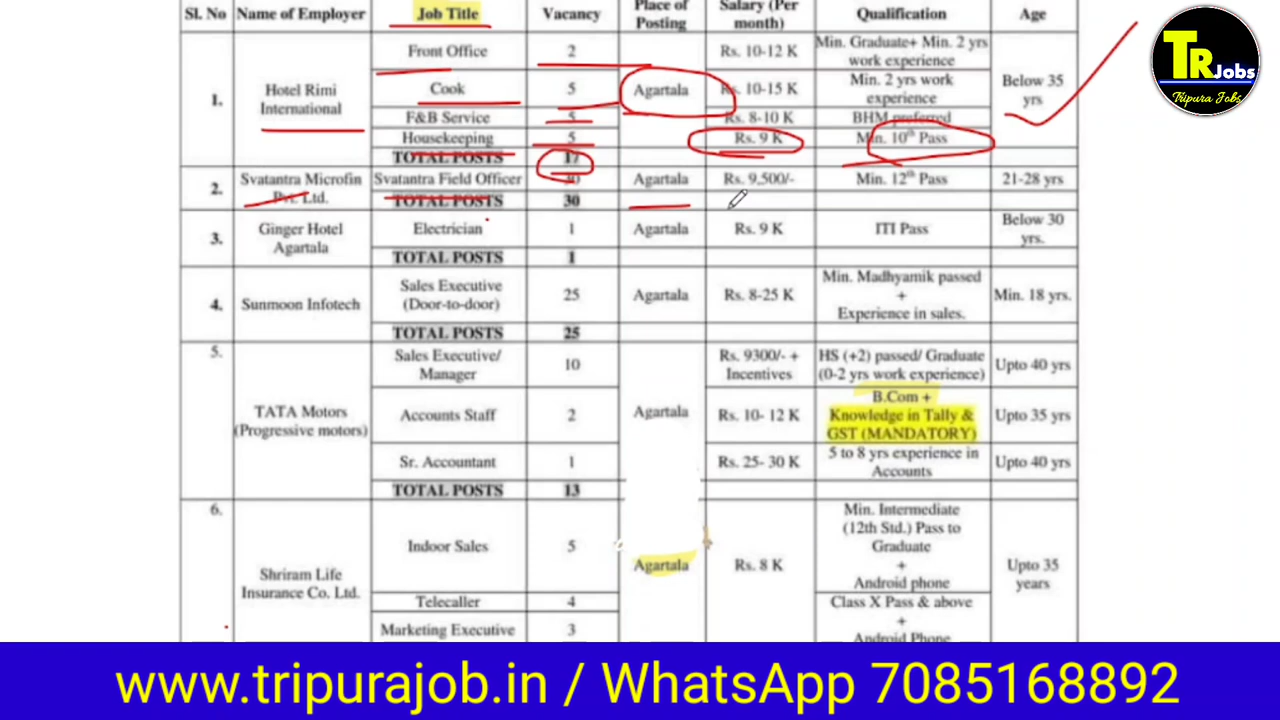 Sl. No Name of Employer Job Title Vacancy Place of Posting Salary (Per month) Qualification Age
1. Hotel Rimi International Front Office 2 Agartala Rs. 10-12 K Min. Graduate+ Min. 2 yrs work experience Below 35 yrs
Cook 5 Rs. 10-15 K Min. 2 yrs work experience
F&B Service 5 Rs. 8-10 K BHM preferred
Housekeeping 5 Rs. 9 K Min. 10th Pass
TOTAL POSTS 17
2. Svatantra Microfin Pvt. Ltd. Svatantra Field Officer 30 Agartala Rs. 9,500/- Min. 12th Pass 21-28 yrs
TOTAL POSTS 30
3. Ginger Hotel Agartala Electrician 1 Agartala Rs. 9 K ITI Pass Below 30 yrs.
TOTAL POSTS 1
4. Sunmoon Infotech Sales Executive (Door-to-door) 25 Agartala Rs. 8-25 K Min. Madhyamik passed + Experience in sales. Min. 18 yrs.
TOTAL POSTS 25
5. TATA Motors (Progressive motors) Sales Executive/ Manager 10 Agartala Rs. 9300/- + Incentives HS (+2) passed/ Graduate (0-2 yrs work experience) Upto 40 yrs
Accounts Staff 2 Rs. 10- 12 K B.Com + Knowledge in Tally & GST (MANDATORY) Upto 35 yrs
Sr. Accountant 1 Rs. 25- 30 K 5 to 8 yrs experience in Accounts Upto 40 yrs
TOTAL POSTS 13
6. Shriram Life Insurance Co. Ltd. Indoor Sales 5 Agartala Rs. 8 K Min. Intermediate (12th Std.) Pass to Graduate + Android phone Upto 35 years
Telecaller 4 Class X Pass & above + Android Phone
Marketing Executive 3
TR Jobs
Tripura Jobs
www.tripurajob.in / WhatsApp 7085168892